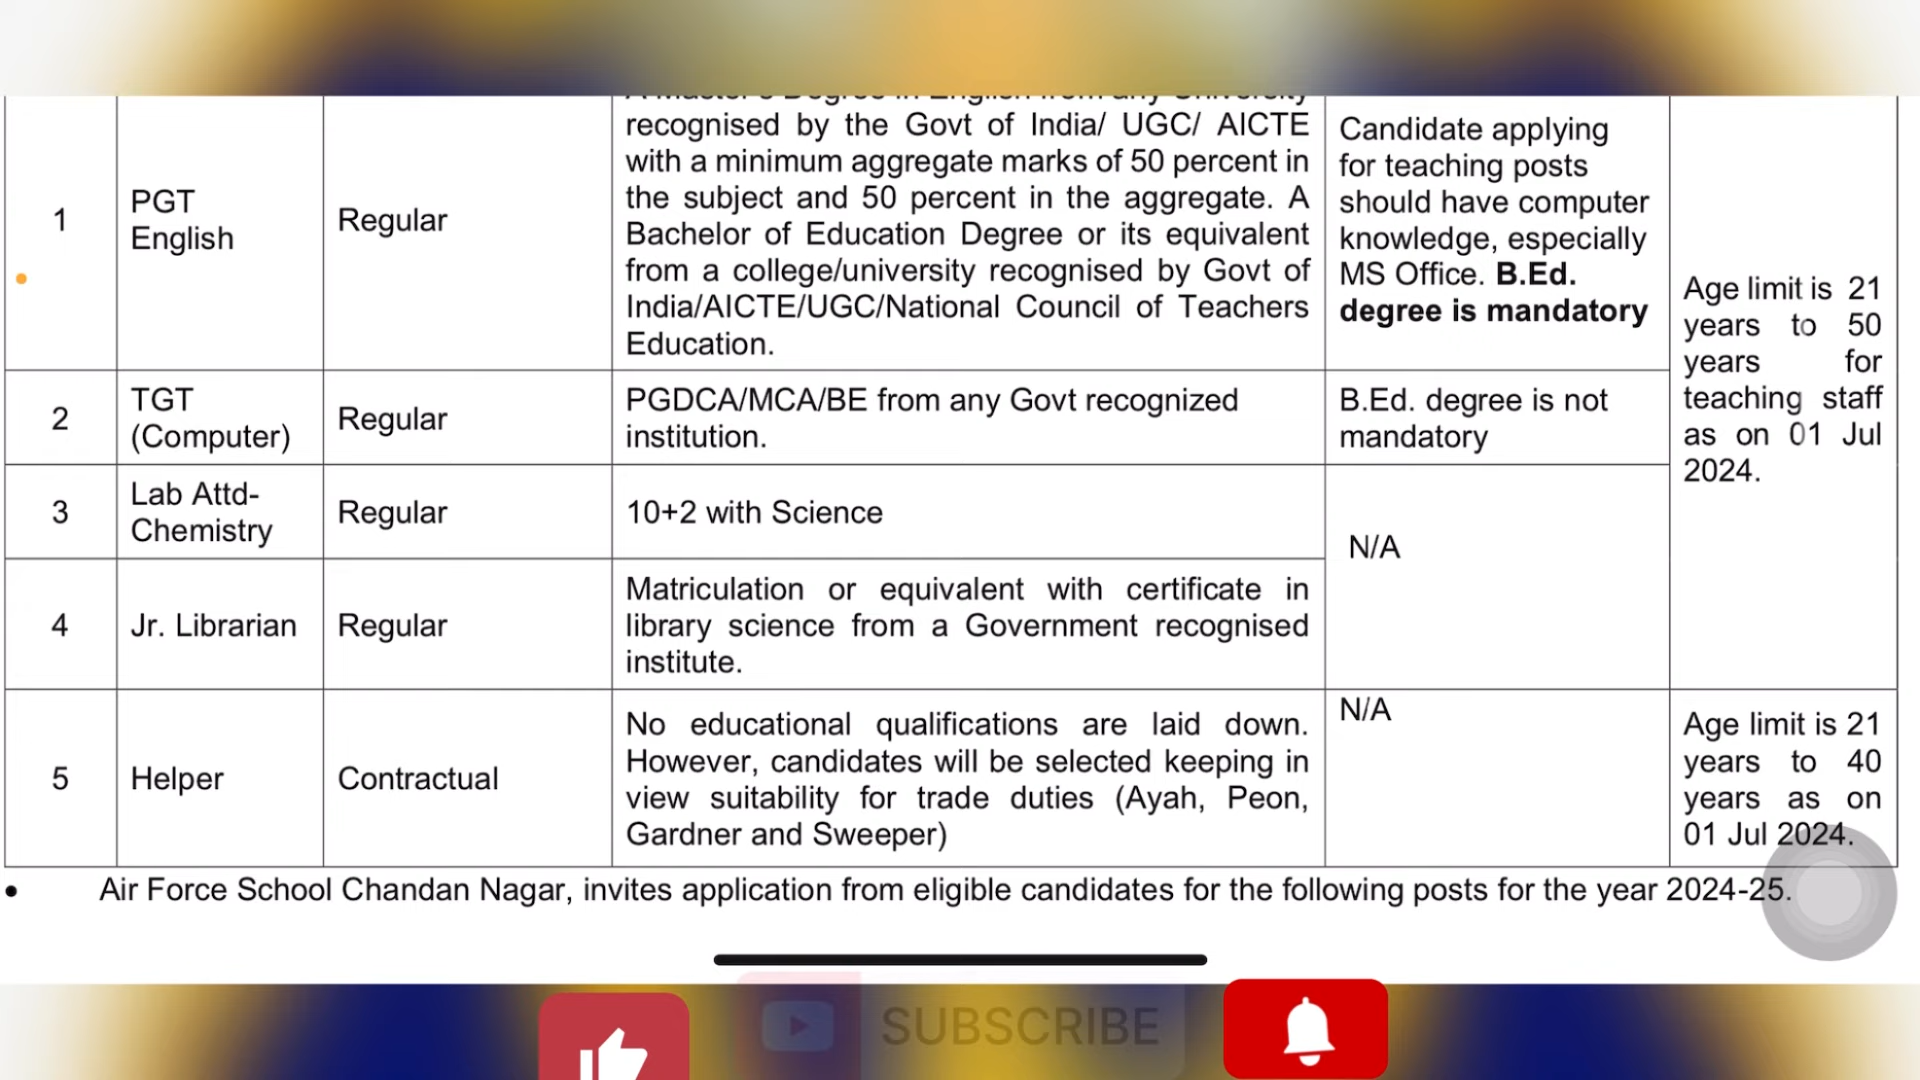 A Master's Degree in English from any University
recognised by the Govt of India/ UGC/ AICTE
with a minimum aggregate marks of 50 percent in
the subject and 50 percent in the aggregate. A
Bachelor of Education Degree or its equivalent
from a college/university recognised by Govt of
India/AICTE/UGC/National Council of Teachers
Education.
1
PGT
English
Regular
Candidate applying
for teaching posts
should have computer
knowledge, especially
MS Office. B.Ed.
degree is mandatory
Age limit is 21
years to 50
years for
teaching staff
as on 01 Jul
2024.
2
TGT
(Computer)
Regular
PGDCA/MCA/BE from any Govt recognized
institution.
B.Ed. degree is not
mandatory
3
Lab Attd-
Chemistry
Regular
10+2 with Science
N/A
4
Jr. Librarian
Regular
Matriculation or equivalent with certificate in
library science from a Government recognised
institute.
5
Helper
Contractual
No educational qualifications are laid down.
However, candidates will be selected keeping in
view suitability for trade duties (Ayah, Peon,
Gardner and Sweeper)
N/A
Age limit is 21
years to 40
years as on
01 Jul 2024.
• Air Force School Chandan Nagar, invites application from eligible candidates for the following posts for the year 2024-25.
SUBSCRIBE